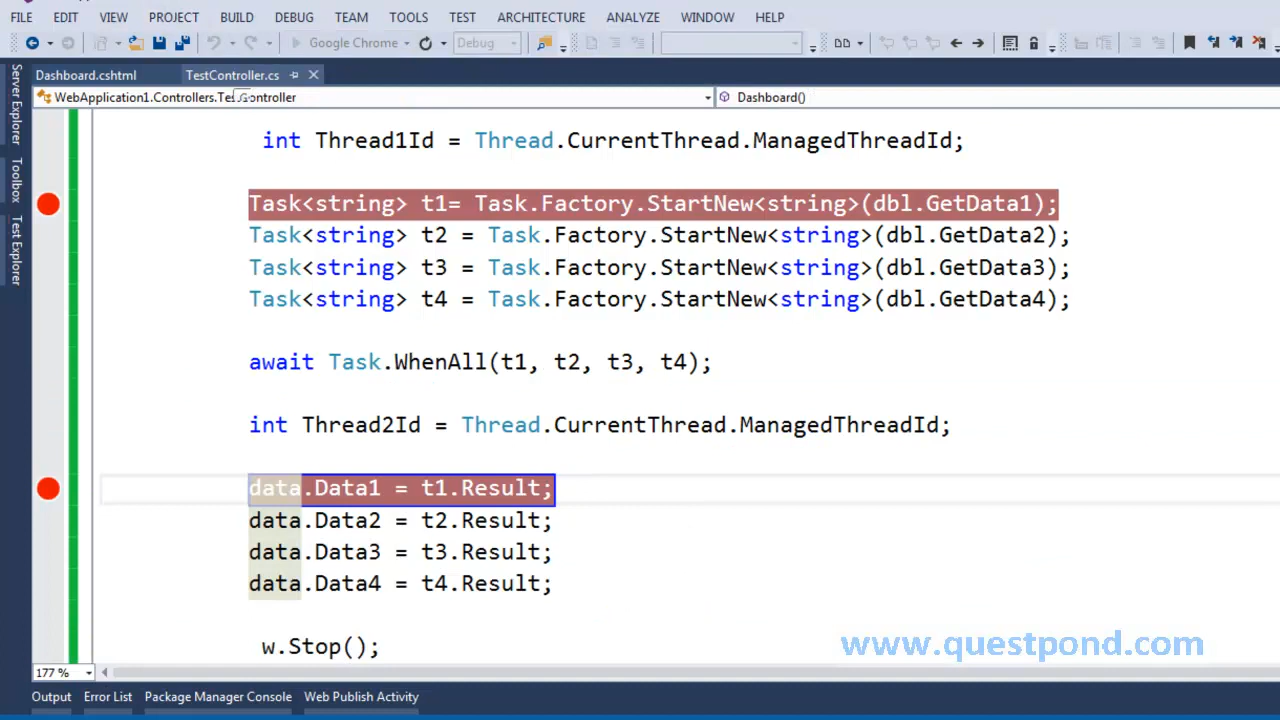 FILE EDIT VIEW PROJECT BUILD DEBUG TEAM TOOLS TEST ARCHITECTURE ANALYZE WINDOW HELP
Google Chrome Debug
Dashboard.cshtml TestController.cs
WebApplication1.Controllers.TestController Dashboard()
Server Explorer
Toolbox
Test Explorer
int Thread1Id = Thread.CurrentThread.ManagedThreadId;
Task<string> t1= Task.Factory.StartNew<string>(dbl.GetData1);
Task<string> t2 = Task.Factory.StartNew<string>(dbl.GetData2);
Task<string> t3 = Task.Factory.StartNew<string>(dbl.GetData3);
Task<string> t4 = Task.Factory.StartNew<string>(dbl.GetData4);
await Task.WhenAll(t1, t2, t3, t4);
int Thread2Id = Thread.CurrentThread.ManagedThreadId;
data.Data1 = t1.Result;
data.Data2 = t2.Result;
data.Data3 = t3.Result;
data.Data4 = t4.Result;
w.Stop();
www.questpond.com
177 %
Output Error List Package Manager Console Web Publish Activity